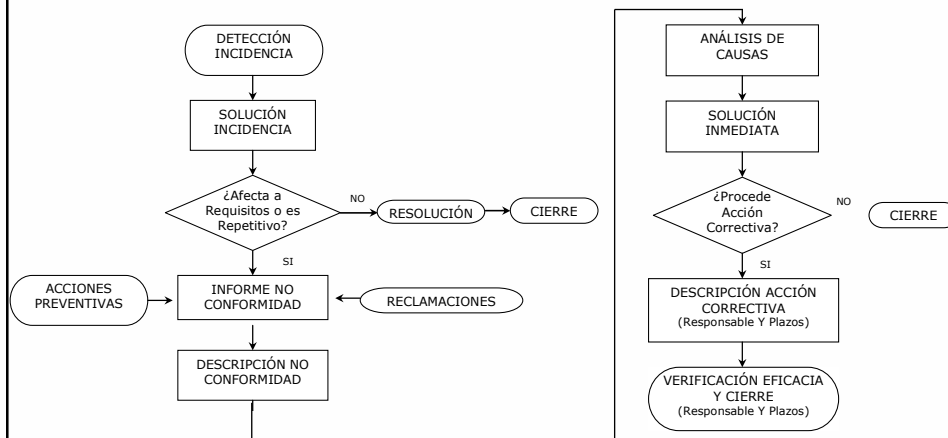 DETECCIÓN
INCIDENCIA
SOLUCIÓN
INCIDENCIA
¿Afecta a
Requisitos o es
Repetitivo?
NO
RESOLUCIÓN
CIERRE
SI
ACCIONES
PREVENTIVAS
INFORME NO
CONFORMIDAD
RECLAMACIONES
DESCRIPCIÓN NO
CONFORMIDAD
ANÁLISIS DE
CAUSAS
SOLUCIÓN
INMEDIATA
¿Procede
Acción
Correctiva?
NO
CIERRE
SI
DESCRIPCIÓN ACCIÓN
CORRECTIVA
(Responsable Y Plazos)
VERIFICACIÓN EFICACIA
Y CIERRE
(Responsable Y Plazos)